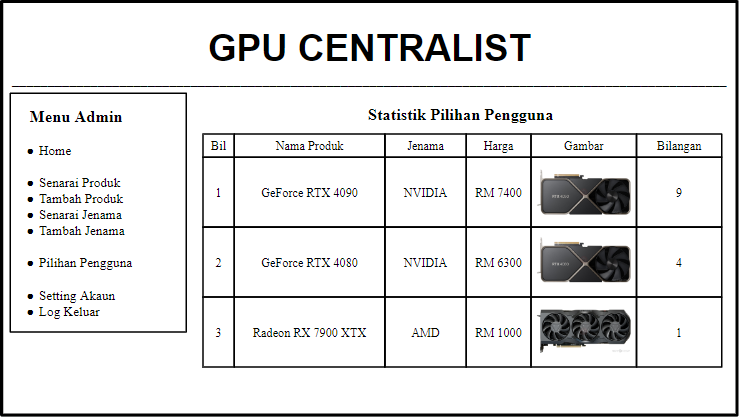 GPU CENTRALIST
Menu Admin
● Home
● Senarai Produk
● Tambah Produk
● Senarai Jenama
● Tambah Jenama
● Pilihan Pengguna
● Setting Akaun
● Log Keluar
Statistik Pilihan Pengguna
Bil Nama Produk Jenama Harga Gambar Bilangan
1 GeForce RTX 4090 NVIDIA RM 7400 9
2 GeForce RTX 4080 NVIDIA RM 6300 4
3 Radeon RX 7900 XTX AMD RM 1000 1